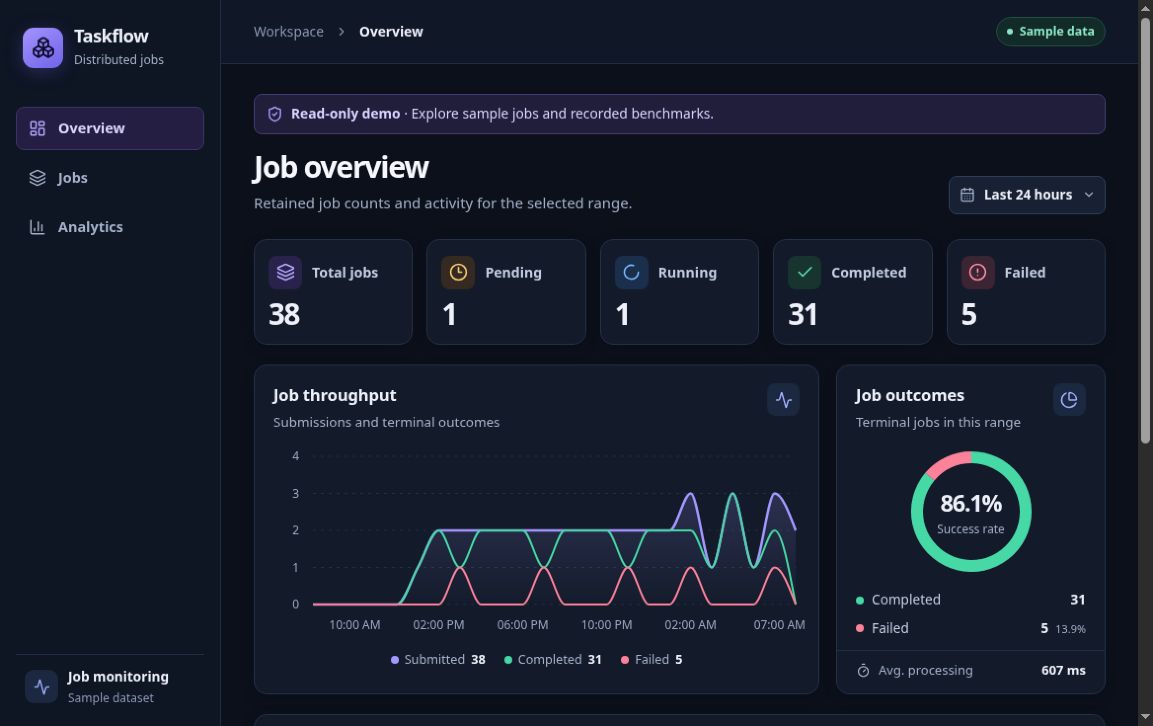 Taskflow
Distributed jobs
Overview
Jobs
Analytics
Job monitoring
Sample dataset
Workspace
Overview
Sample data
Read-only demo · Explore sample jobs and recorded benchmarks.
Job overview
Retained job counts and activity for the selected range.
Last 24 hours
Total jobs
38
Pending
1
Running
1
Completed
31
Failed
5
Job throughput
Submissions and terminal outcomes
4
3
2
1
0
10:00 AM 02:00 PM 06:00 PM 10:00 PM 02:00 AM 07:00 AM
Submitted 38 Completed 31 Failed 5
Job outcomes
Terminal jobs in this range
86.1%
Success rate
Completed 31
Failed 5 13.9%
Avg. processing 607 ms